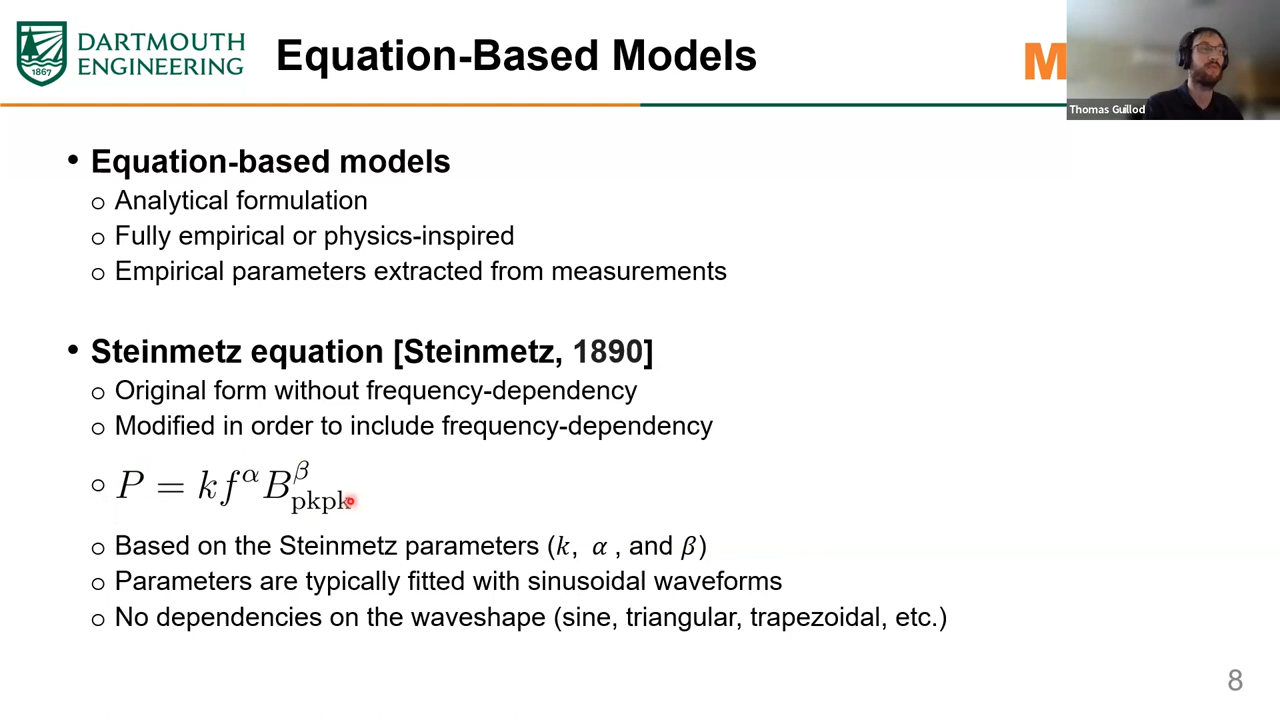 DARTMOUTH
ENGINEERING
1867
Equation-Based Models
M
Thomas Guillod
• Equation-based models
○ Analytical formulation
○ Fully empirical or physics-inspired
○ Empirical parameters extracted from measurements
• Steinmetz equation [Steinmetz, 1890]
○ Original form without frequency-dependency
○ Modified in order to include frequency-dependency
○ P = k f^α B_pkpk^β
○ Based on the Steinmetz parameters (k, α , and β)
○ Parameters are typically fitted with sinusoidal waveforms
○ No dependencies on the waveshape (sine, triangular, trapezoidal, etc.)
8